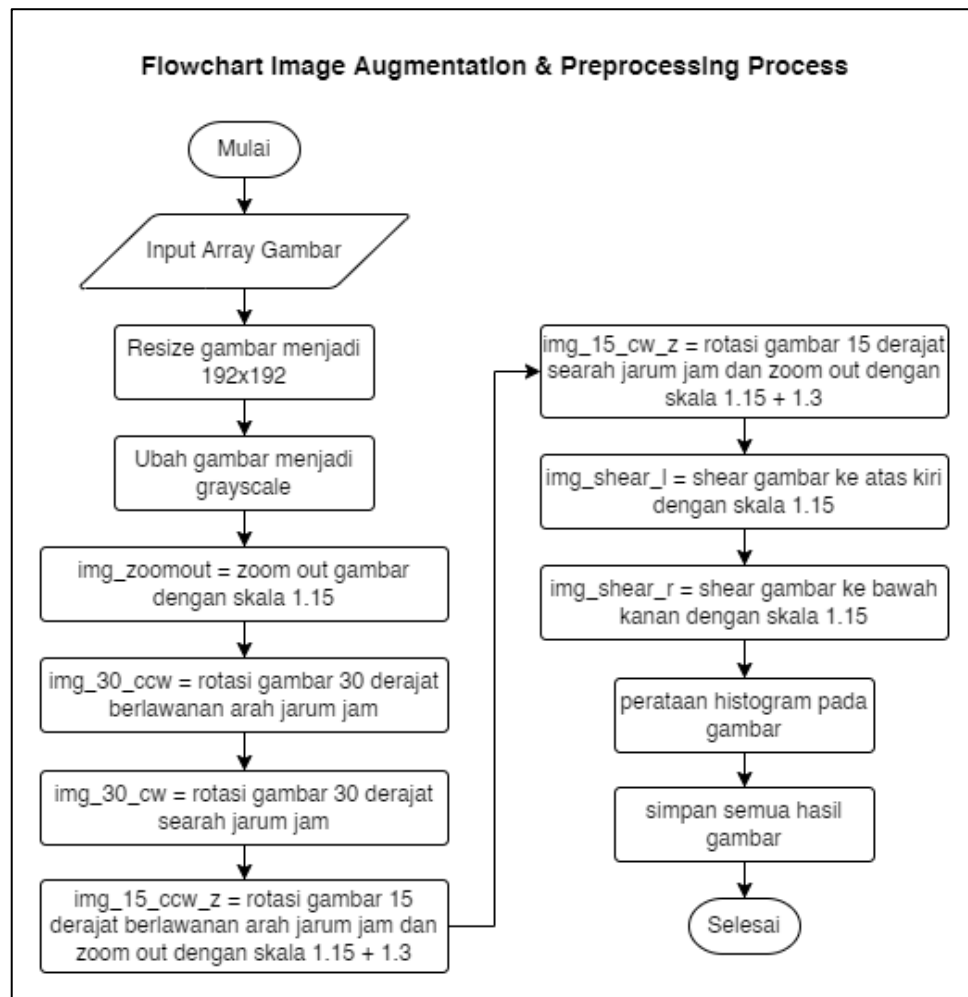 Flowchart Image Augmentation & Preprocessing Process
Mulai
Input Array Gambar
Resize gambar menjadi
192x192
Ubah gambar menjadi
grayscale
img_zoomout = zoom out gambar
dengan skala 1.15
img_30_ccw = rotasi gambar 30 derajat
berlawanan arah jarum jam
img_30_cw = rotasi gambar 30 derajat
searah jarum jam
img_15_ccw_z = rotasi gambar 15
derajat berlawanan arah jarum jam dan
zoom out dengan skala 1.15 + 1.3
img_15_cw_z = rotasi gambar 15 derajat
searah jarum jam dan zoom out dengan
skala 1.15 + 1.3
img_shear_l = shear gambar ke atas kiri
dengan skala 1.15
img_shear_r = shear gambar ke bawah
kanan dengan skala 1.15
perataan histogram pada
gambar
simpan semua hasil
gambar
Selesai